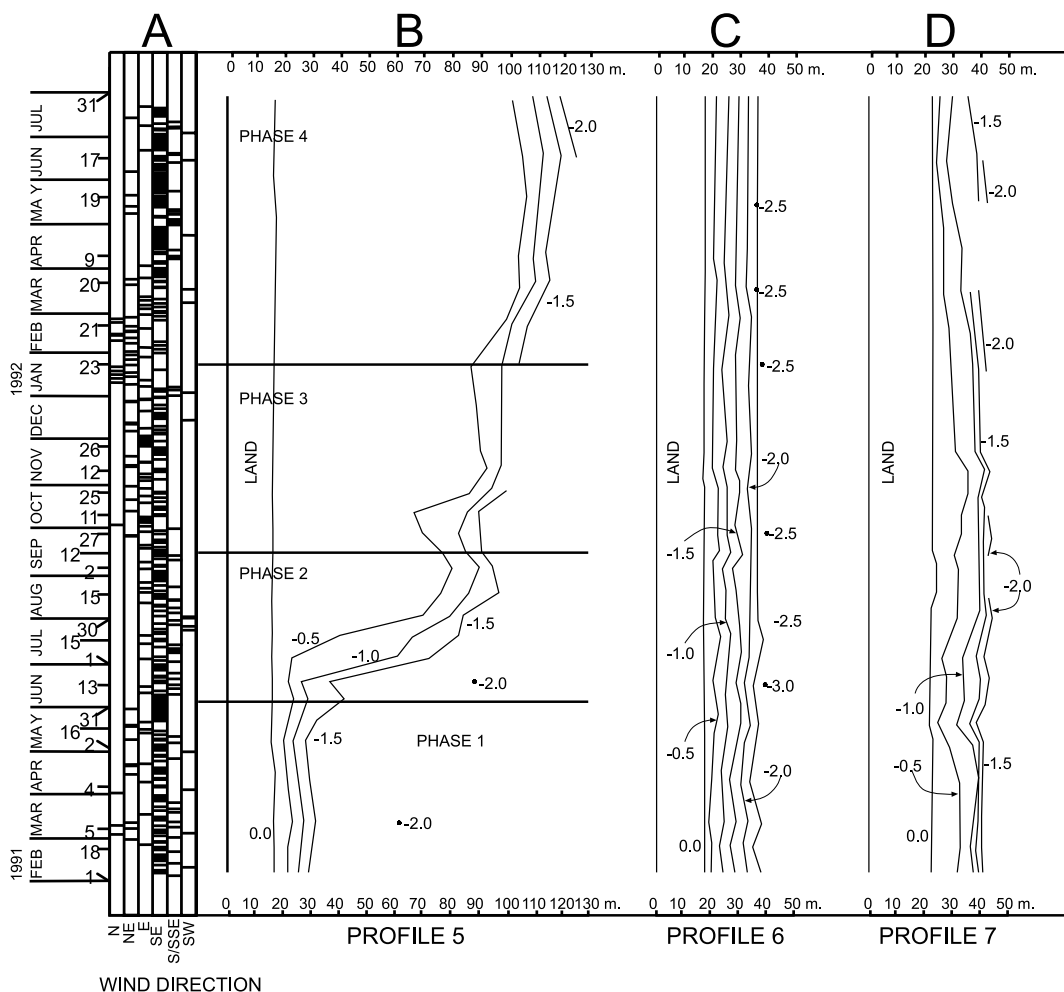 A B C D
0 10 20 30 40 50 60 70 80 90 100 110 120 130 m.
0 10 20 30 40 50 m.
0 10 20 30 40 50 m.
1992
JUL
JUN
MAY
APR
MAR
FEB
JAN
DEC
NOV
OCT
SEP
AUG
JUL
JUN
MAY
APR
MAR
FEB
1991
31
17
19
9
20
21
23
26
12
25
11
27
12
2
15
30
15
1
13
31
16
2
4
5
18
1
PHASE 4
-2.0
-1.5
PHASE 3
LAND
PHASE 2
-0.5
-1.0
-1.5
-2.0
-1.5
PHASE 1
-2.0
0.0
-2.5
-2.5
-2.5
LAND
-2.0
-1.5
-2.5
-1.0
-2.5
-3.0
-0.5
-2.0
0.0
-1.5
-2.0
-2.0
LAND
-1.5
-2.0
-1.0
-0.5
-1.5
0.0
0 10 20 30 40 50 60 70 80 90 100 110 120 130 m.
0 10 20 30 40 50 m.
0 10 20 30 40 50 m.
N NE E SE S/SSE SW
PROFILE 5 PROFILE 6 PROFILE 7
WIND DIRECTION